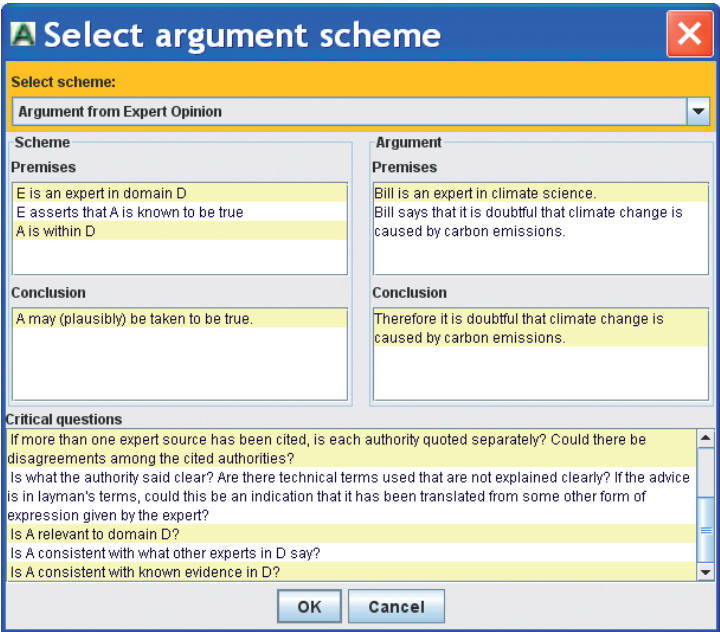 Select argument scheme
Select scheme:
Argument from Expert Opinion
Scheme
Premises
E is an expert in domain D
E asserts that A is known to be true
A is within D
Conclusion
A may (plausibly) be taken to be true.
Argument
Premises
Bill is an expert in climate science.
Bill says that it is doubtful that climate change is
caused by carbon emissions.
Conclusion
Therefore it is doubtful that climate change is
caused by carbon emissions.
Critical questions
If more than one expert source has been cited, is each authority quoted separately? Could there be
disagreements among the cited authorities?
Is what the authority said clear? Are there technical terms used that are not explained clearly? If the advice
is in layman's terms, could this be an indication that it has been translated from some other form of
expression given by the expert?
Is A relevant to domain D?
Is A consistent with what other experts in D say?
Is A consistent with known evidence in D?
OK
Cancel